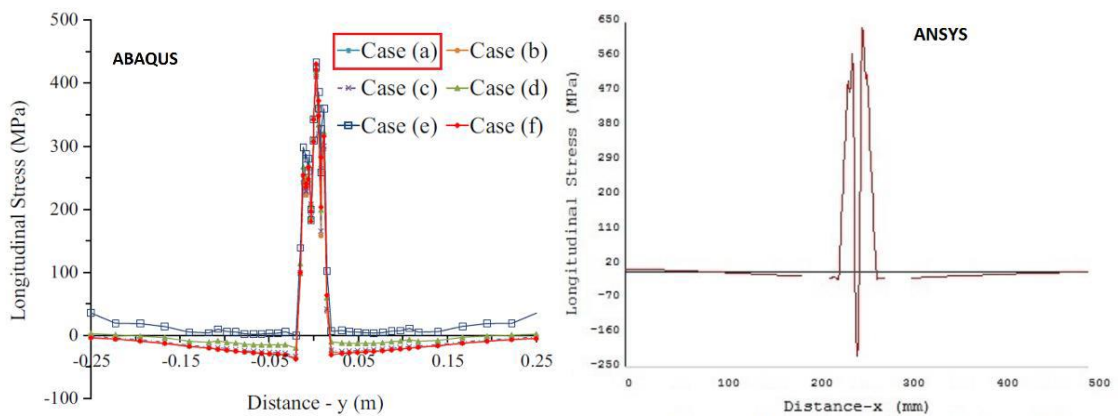 500
400
300
200
100
0
-100
Longitudinal Stress (MPa)
ABAQUS
Case (a)
Case (b)
Case (c)
Case (d)
Case (e)
Case (f)
-0.25
-0.15
-0.05
0.05
0.15
0.25
Distance - y (m)
650
560
470
380
290
200
110
20
-70
-160
-250
Longitudinal Stress (MPa)
ANSYS
0
100
200
300
400
500
Distance-x (mm)